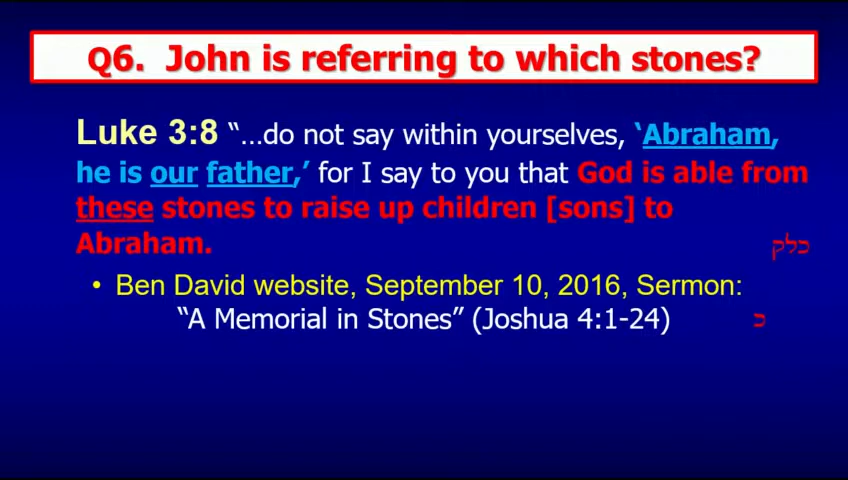 Q6. John is referring to which stones?
Luke 3:8 “…do not say within yourselves, ‘Abraham,
he is our father,’ for I say to you that God is able from
these stones to raise up children [sons] to
Abraham. כלק
• Ben David website, September 10, 2016, Sermon:
“A Memorial in Stones” (Joshua 4:1-24) כ